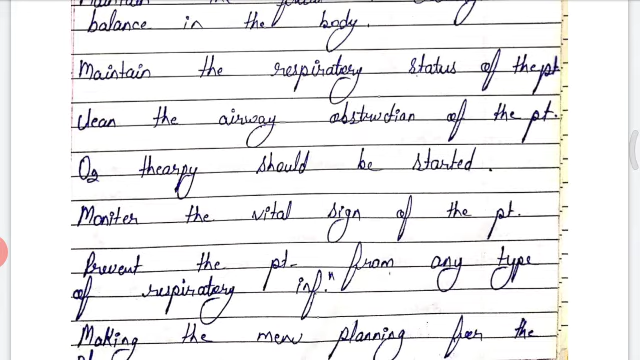 balance in the body.
Maintain the respiratory status of the pt
Clean the airway obstruction of the pt.
O2 thearpy should be started.
Moniter the vital sign of the pt.
Prevent the pt- from any type
of respiratory infⁿ.
Making the menu planning for the